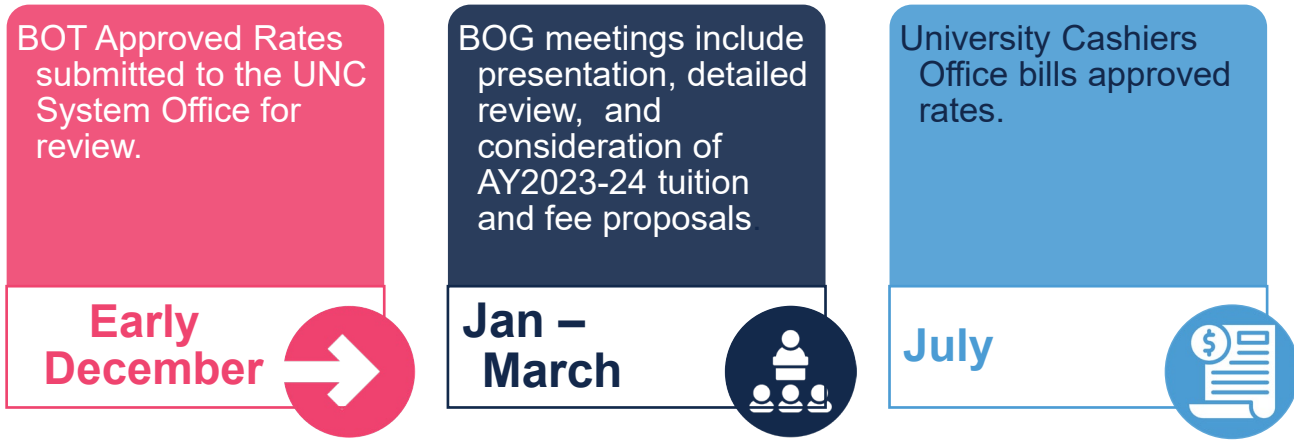 BOT Approved Rates
submitted to the UNC
System Office for
review.
Early
December
BOG meetings include
presentation, detailed
review, and
consideration of
AY2023-24 tuition
and fee proposals.
Jan –
March
University Cashiers
Office bills approved
rates.
July
$